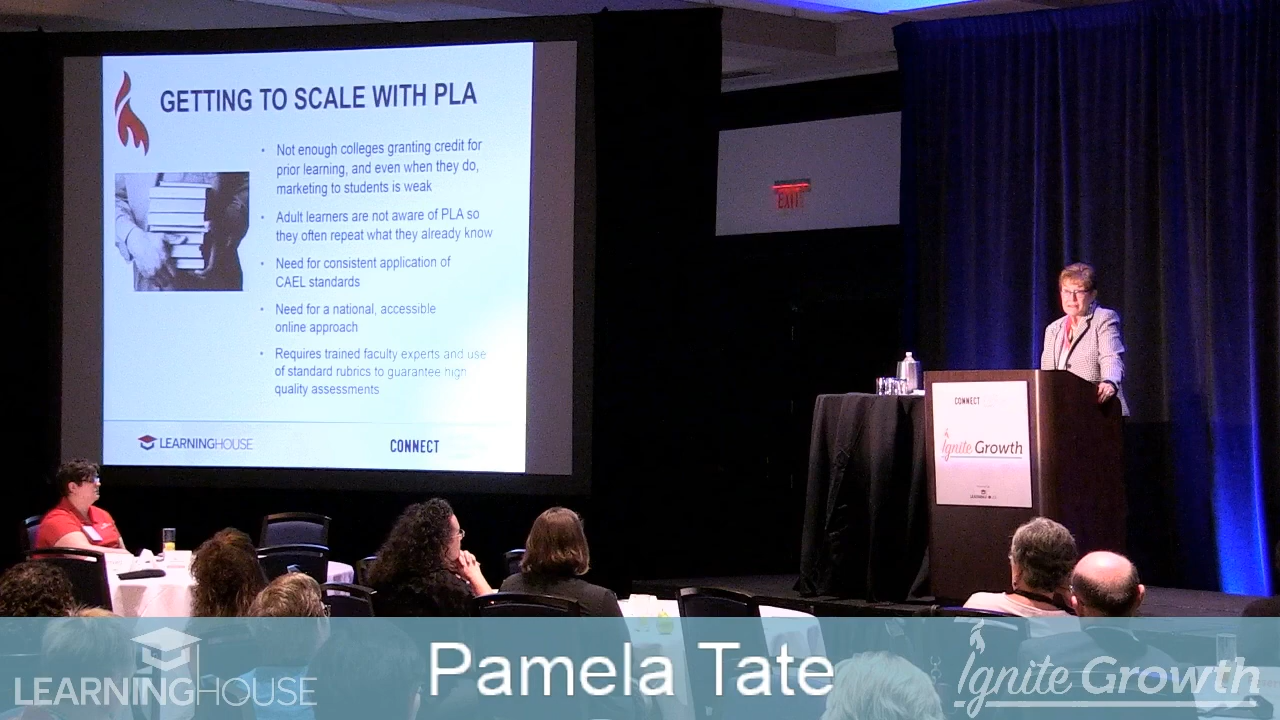 GETTING TO SCALE WITH PLA
• Not enough colleges granting credit for
prior learning, and even when they do,
marketing to students is weak
• Adult learners are not aware of PLA so
they often repeat what they already know
• Need for consistent application of
CAEL standards
• Need for a national, accessible
online approach
• Requires trained faculty experts and use
of standard rubrics to guarantee high
quality assessments
LEARNINGHOUSE
CONNECT
EXIT
CONNECT
Ignite Growth
LEARNINGHOUSE
Pamela Tate
Ignite Growth